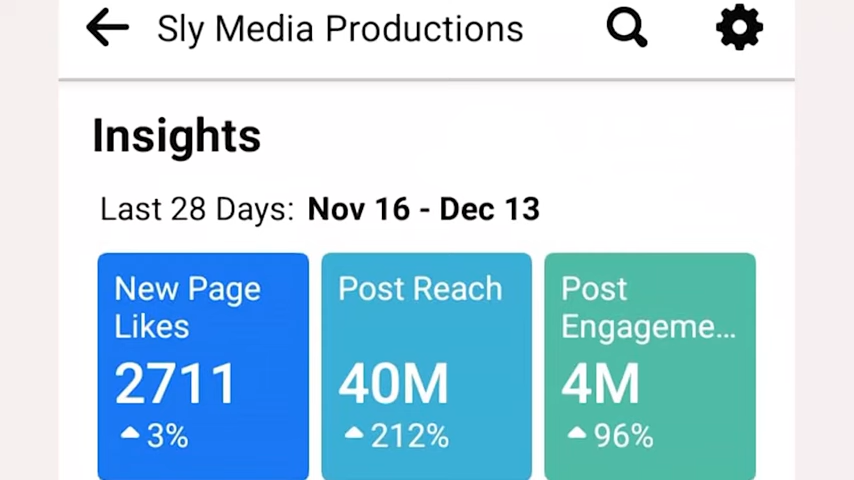 Sly Media Productions
Insights
Last 28 Days: Nov 16 - Dec 13
New Page
Likes
2711
3%
Post Reach
40M
212%
Post
Engageme...
4M
96%